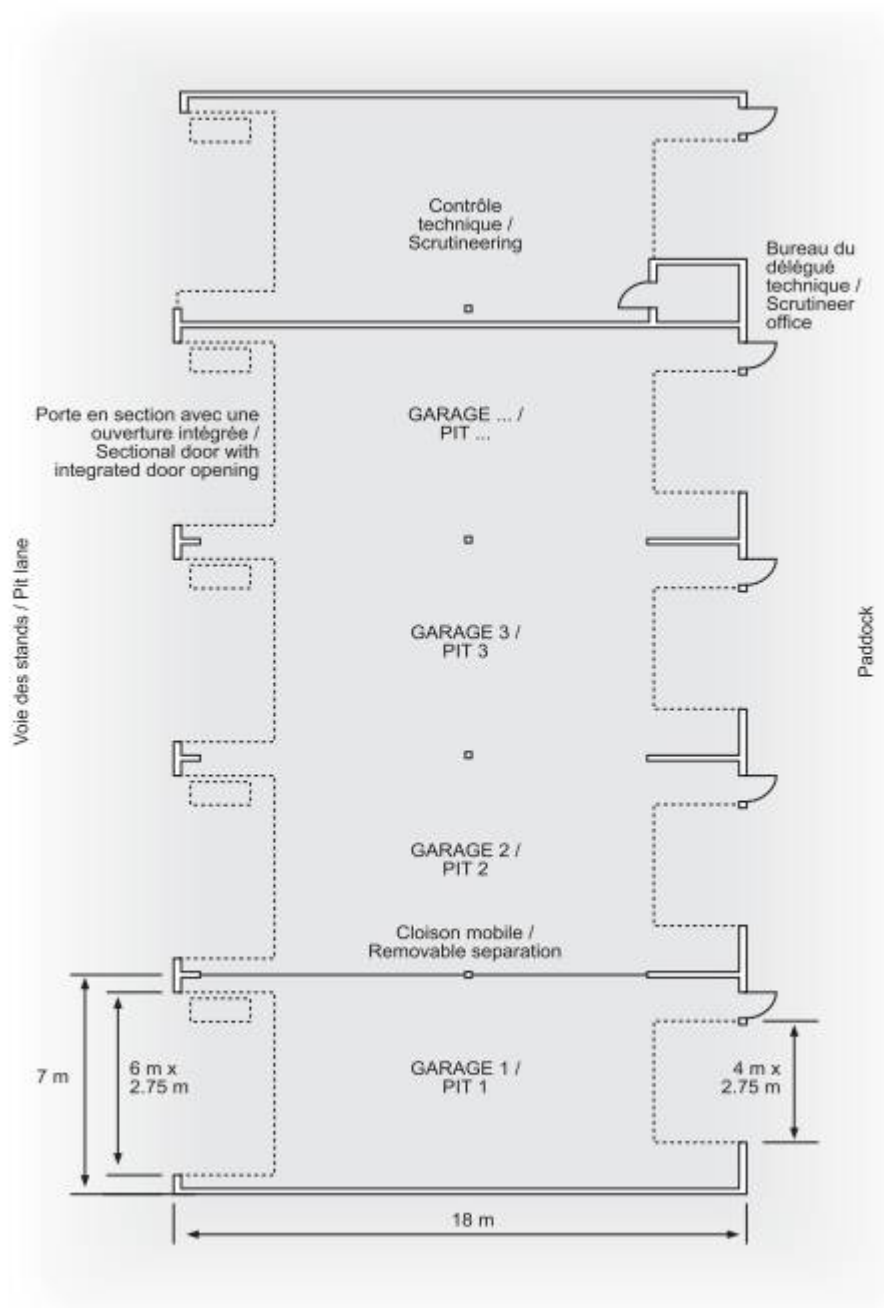 Contrôle
technique /
Scrutineering
Bureau du
délégué
technique /
Scrutineer
office
Porte en section avec une
ouverture intégrée /
Sectional door with
integrated door opening
GARAGE ... /
PIT ...
Voie des stands / Pit lane
GARAGE 3 /
PIT 3
Paddock
GARAGE 2 /
PIT 2
Cloison mobile /
Removable separation
7 m
6 m x
2.75 m
GARAGE 1 /
PIT 1
4 m x
2.75 m
18 m